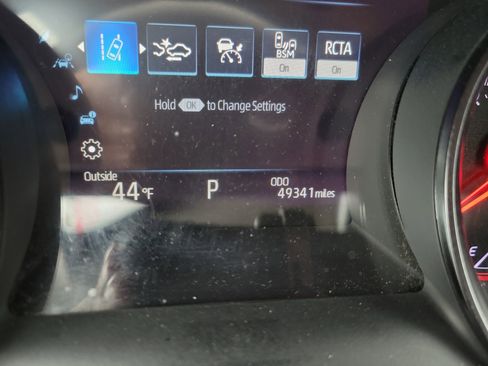 BSM
On
RCTA
On
Hold OK to Change Settings
Outside
44°F
P
ODO
49341 miles
E